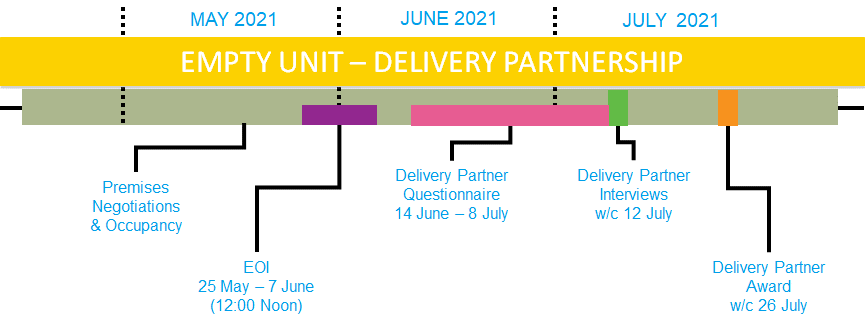 MAY 2021
JUNE 2021
JULY 2021
EMPTY UNIT – DELIVERY PARTNERSHIP
Premises
Negotiations
& Occupancy
EOI
25 May – 7 June
(12:00 Noon)
Delivery Partner
Questionnaire
14 June – 8 July
Delivery Partner
Interviews
w/c 12 July
Delivery Partner
Award
w/c 26 July